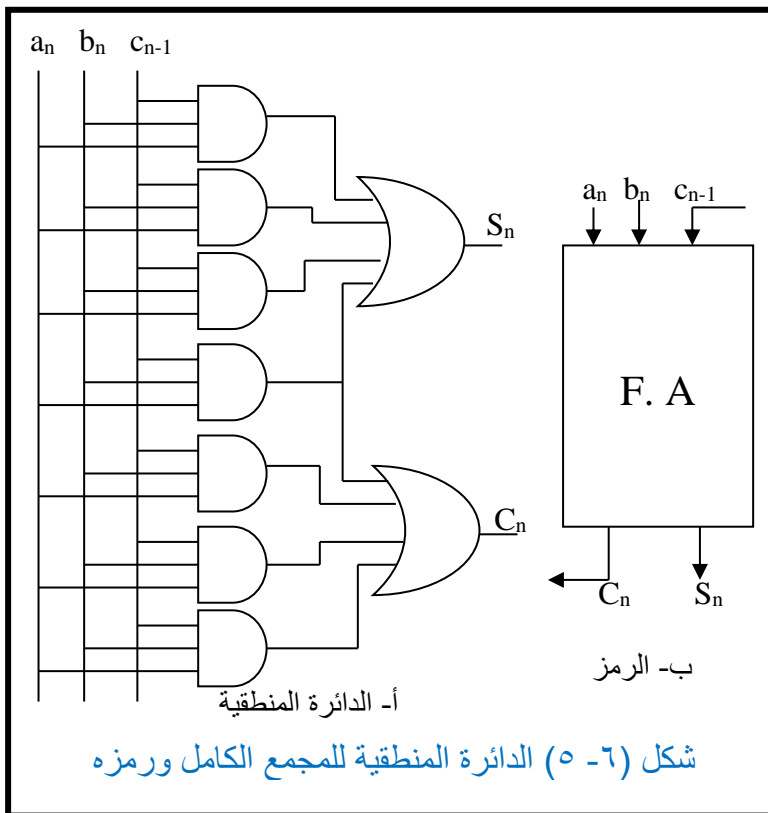 aₙ bₙ cₙ₋₁
Sₙ
Cₙ
أ- الدائرة المنطقية
aₙ bₙ cₙ₋₁
F. A
Cₙ Sₙ
ب- الرمز
شكل (٦- ٥) الدائرة المنطقية للمجمع الكامل ورمزه